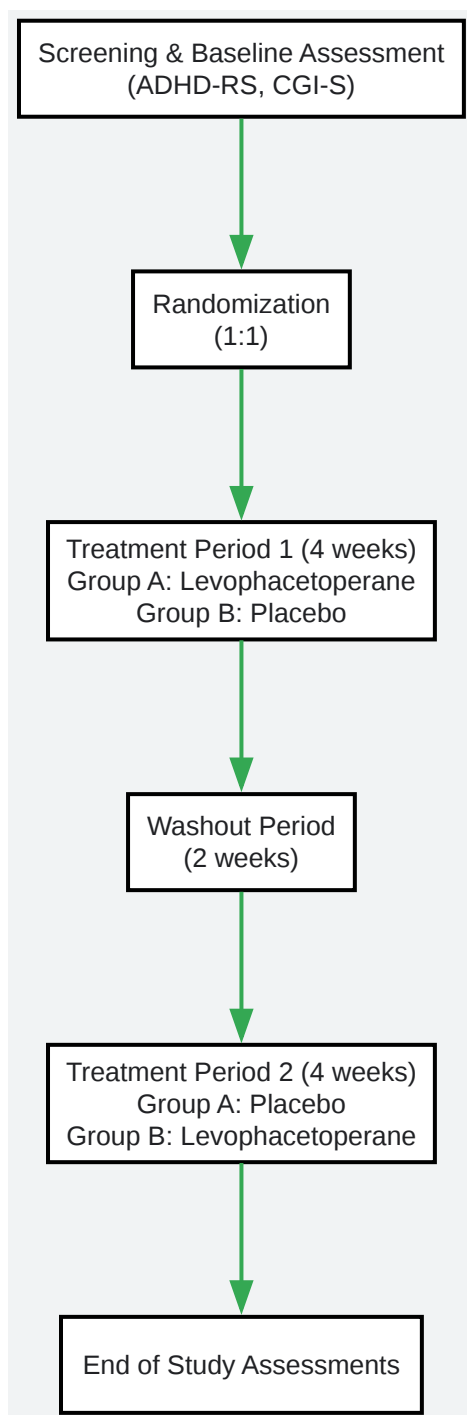 Screening & Baseline Assessment
(ADHD-RS, CGI-S)
Randomization
(1:1)
Treatment Period 1 (4 weeks)
Group A: Levophacetoperane
Group B: Placebo
Washout Period
(2 weeks)
Treatment Period 2 (4 weeks)
Group A: Placebo
Group B: Levophacetoperane
End of Study Assessments